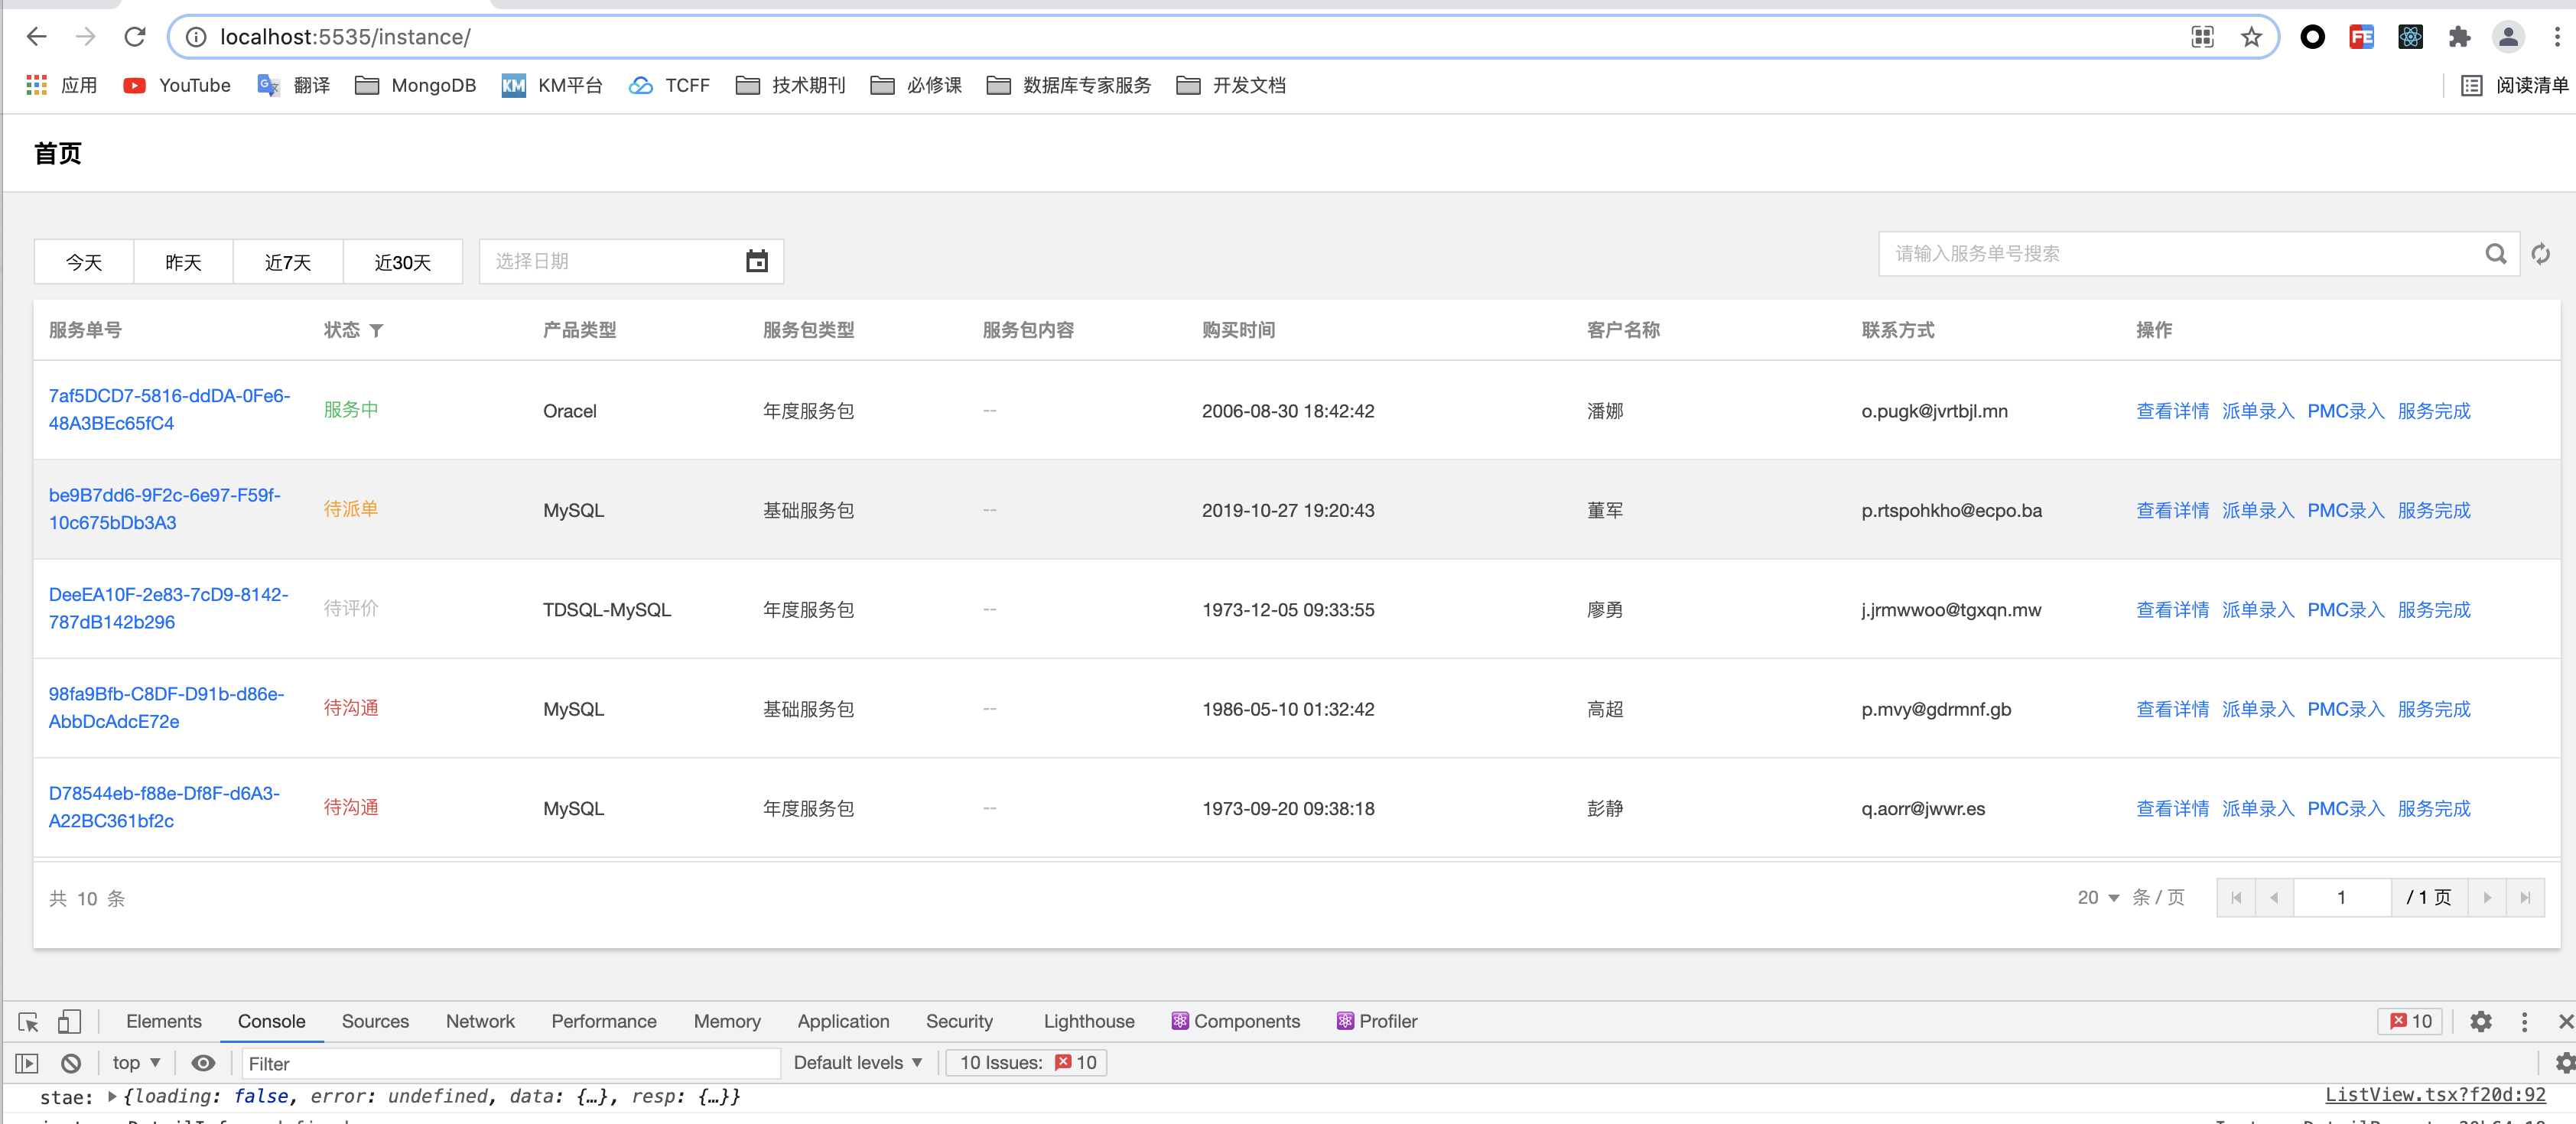 localhost:5535/instance/
应用 YouTube 翻译 MongoDB KM KM平台 TCFF 技术期刊 必修课 数据库专家服务 开发文档 阅读清单
首页
今天 昨天 近7天 近30天 选择日期 请输入服务单号搜索
服务单号 状态 产品类型 服务包类型 服务包内容 购买时间 客户名称 联系方式 操作
7af5DCD7-5816-ddDA-0Fe6-
48A3BEc65fC4
服务中 Oracel 年度服务包 -- 2006-08-30 18:42:42 潘娜 o.pugk@jvrtbjl.mn 查看详情 派单录入 PMC录入 服务完成
be9B7dd6-9F2c-6e97-F59f-
10c675bDb3A3
待派单 MySQL 基础服务包 -- 2019-10-27 19:20:43 董军 p.rtspohkho@ecpo.ba 查看详情 派单录入 PMC录入 服务完成
DeeEA10F-2e83-7cD9-8142-
787dB142b296
待评价 TDSQL-MySQL 年度服务包 -- 1973-12-05 09:33:55 廖勇 j.jrmwwoo@tgxqn.mw 查看详情 派单录入 PMC录入 服务完成
98fa9Bfb-C8DF-D91b-d86e-
AbbDcAdcE72e
待沟通 MySQL 基础服务包 -- 1986-05-10 01:32:42 高超 p.mvy@gdrmnf.gb 查看详情 派单录入 PMC录入 服务完成
D78544eb-f88e-Df8F-d6A3-
A22BC361bf2c
待沟通 MySQL 年度服务包 -- 1973-09-20 09:38:18 彭静 q.aorr@jwwr.es 查看详情 派单录入 PMC录入 服务完成
共 10 条 20 条 / 页 1 / 1 页
Elements Console Sources Network Performance Memory Application Security Lighthouse Components Profiler 10
top Filter Default levels 10 Issues: 10
stae: {loading: false, error: undefined, data: {…}, resp: {…}} ListView.tsx?f20d:92